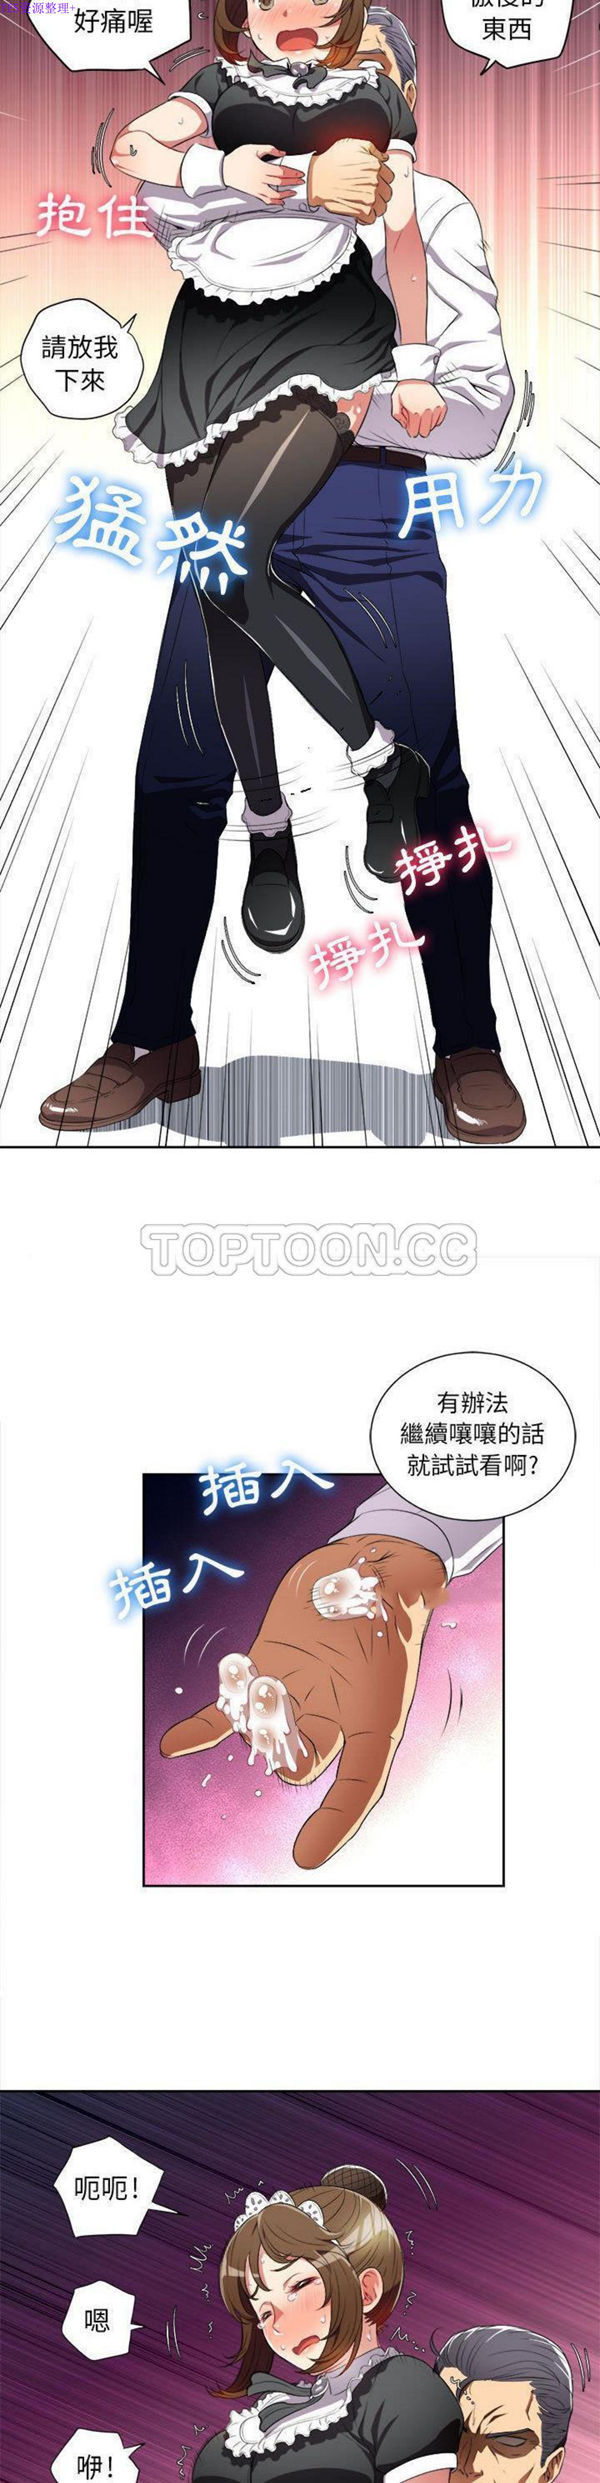 好痛喔
東西
抱住
請放我
下來
猛然
用力
掙扎
掙扎
TOPTOON.CC
有辦法
繼續嚷嚷的話
就試試看啊?
插入
插入
呃呃!
嗯
咿!